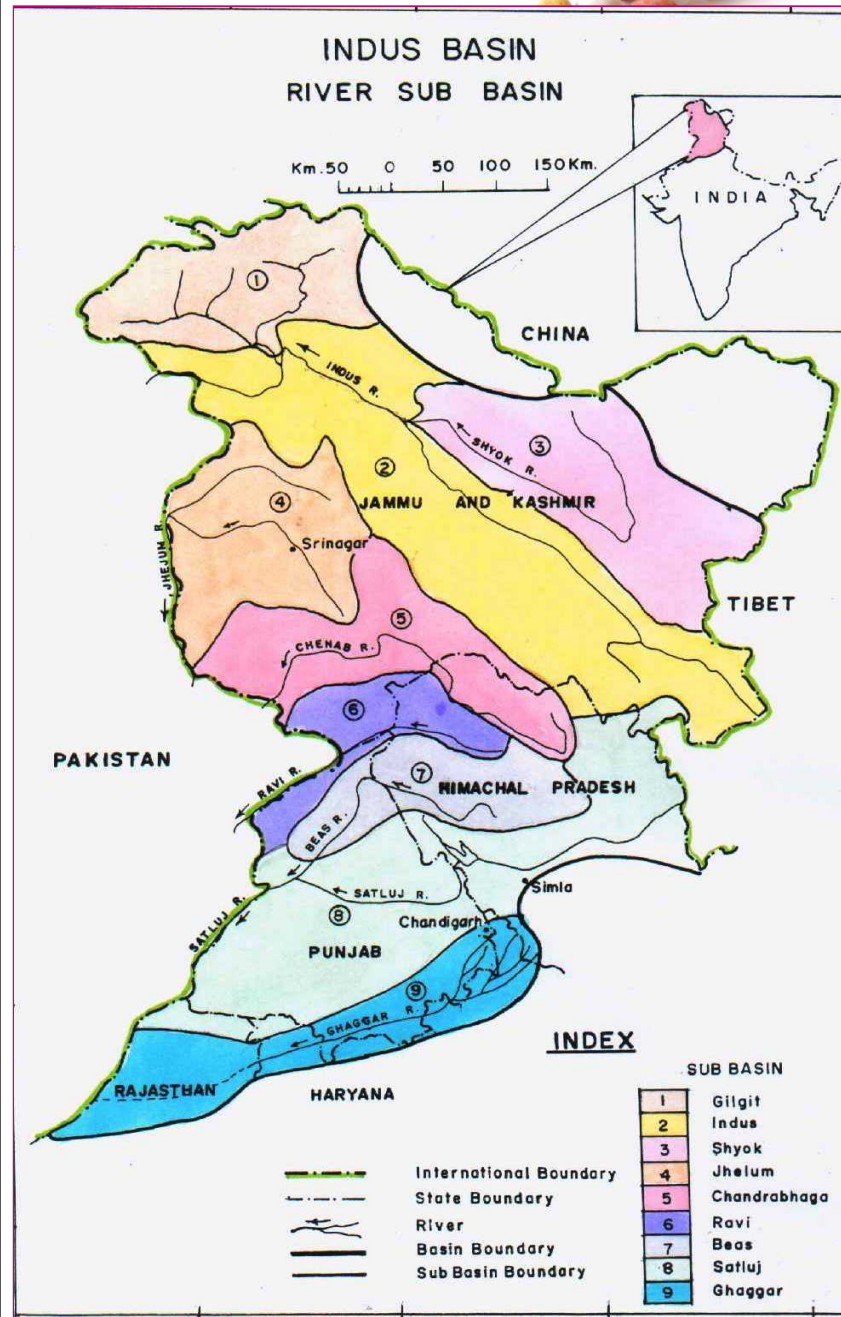 INDUS BASIN
RIVER SUB BASIN
Km. 50 0 50 100 150 Km.
INDIA
1
CHINA
INDUS R.
SHYOK R.
3
2
JAMMU AND KASHMIR
4
Srinagar
JHEJUM R.
TIBET
5
CHENAB R.
6
PAKISTAN
7
HIMACHAL PRADESH
RAVI R.
BEAS R.
SATLUJ R.
Simla
SATLUJ R.
8
Chandigarh
PUNJAB
9
GHAGGAR R.
RAJASTHAN
HARYANA
INDEX
SUB BASIN
1 Gilgit
2 Indus
3 Shyok
4 Jhelum
5 Chandrabhaga
6 Ravi
7 Beas
8 Satluj
9 Ghaggar
International Boundary
State Boundary
River
Basin Boundary
Sub Basin Boundary